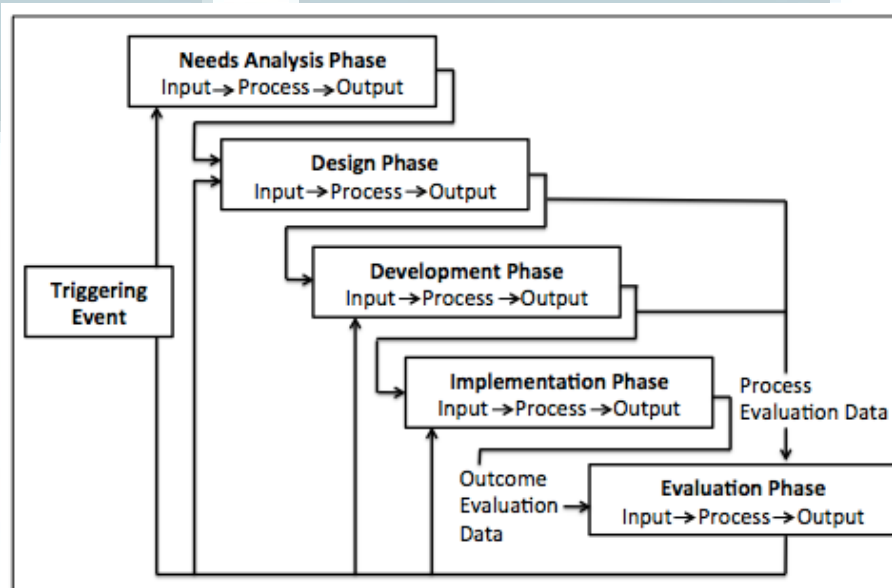 Needs Analysis Phase
Input→Process→Output
Design Phase
Input→Process→Output
Development Phase
Input→Process→Output
Triggering
Event
Implementation Phase
Input→Process→Output
Process
Evaluation Data
Outcome
Evaluation
Data
Evaluation Phase
Input→Process→Output